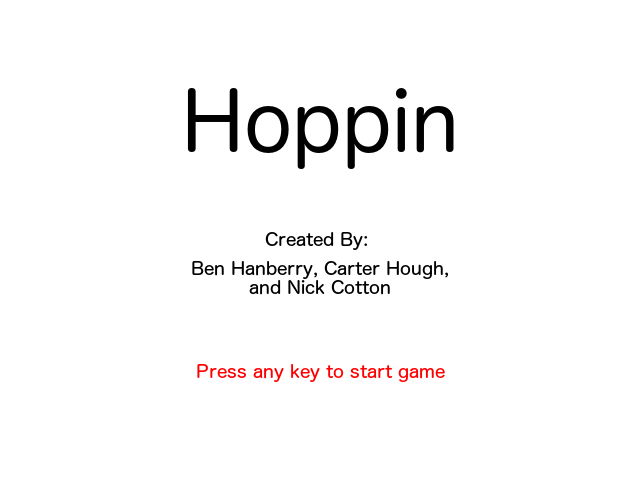 Hoppin
Created By:
Ben Hanberry, Carter Hough,
and Nick Cotton
Press any key to start game